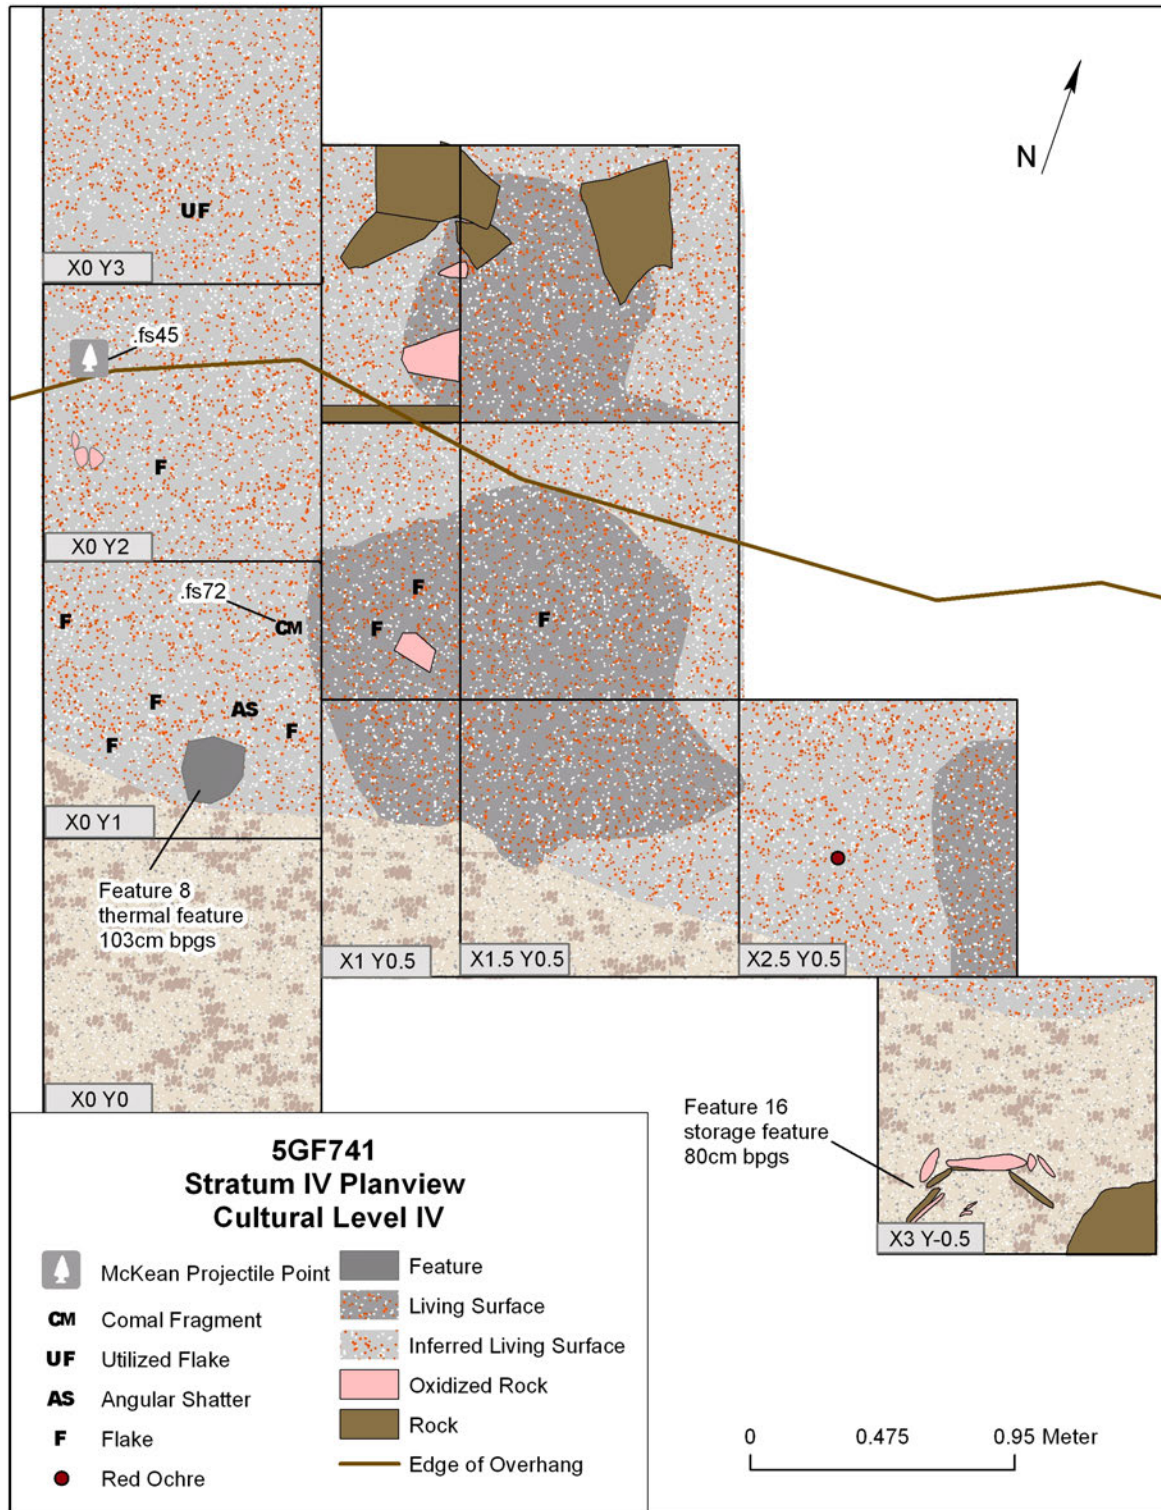 N
UF
X0 Y3
.fs45
F
X0 Y2
.fs72
F
CM
F
F
F
F
AS
F
F
X0 Y1
Feature 8
thermal feature
103cm bpgs
X1 Y0.5
X1.5 Y0.5
X2.5 Y0.5
X0 Y0
Feature 16
storage feature
80cm bpgs
X3 Y-0.5
5GF741
Stratum IV Planview
Cultural Level IV
McKean Projectile Point
CM Comal Fragment
UF Utilized Flake
AS Angular Shatter
F Flake
Red Ochre
Feature
Living Surface
Inferred Living Surface
Oxidized Rock
Rock
Edge of Overhang
0 0.475 0.95 Meter